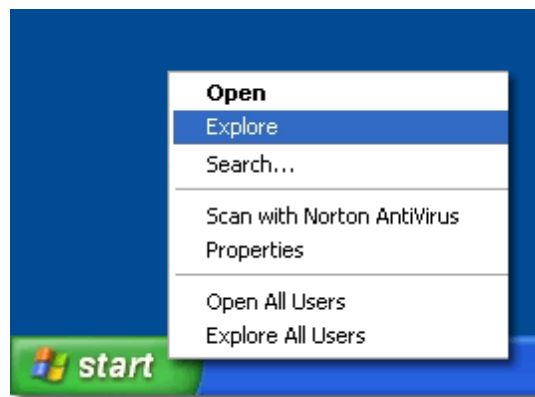 Open
Explore
Search...
Scan with Norton AntiVirus
Properties
Open All Users
Explore All Users
start